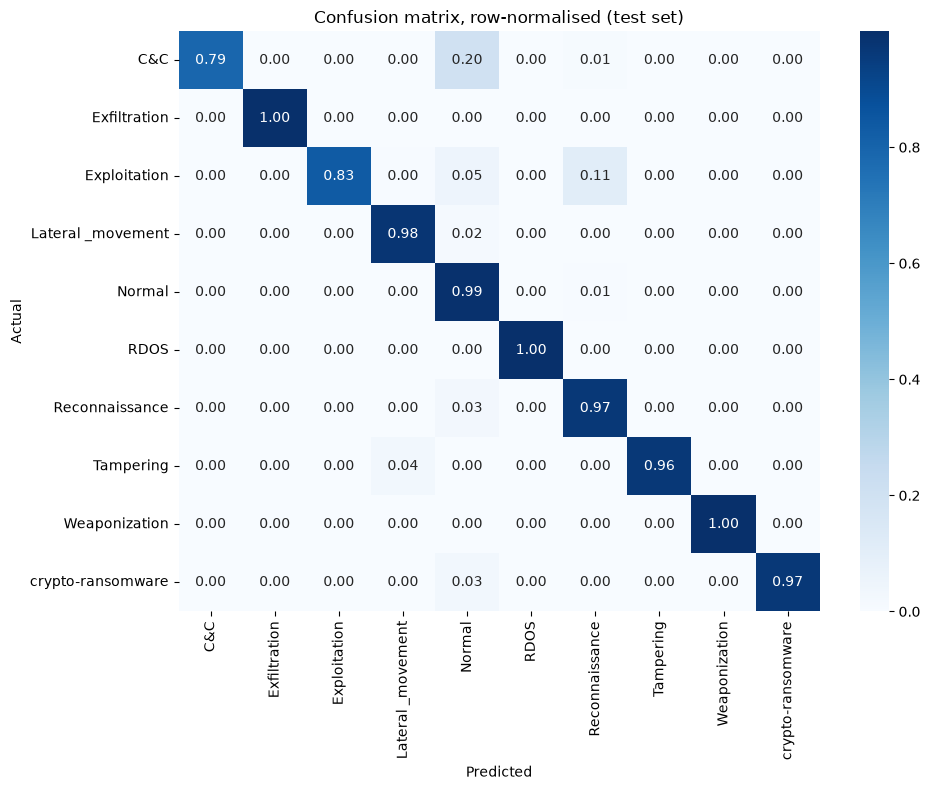 Confusion matrix, row-normalised (test set)
Actual
C&C 0.79 0.00 0.00 0.00 0.20 0.00 0.01 0.00 0.00 0.00
Exfiltration 0.00 1.00 0.00 0.00 0.00 0.00 0.00 0.00 0.00 0.00
Exploitation 0.00 0.00 0.83 0.00 0.05 0.00 0.11 0.00 0.00 0.00
Lateral _movement 0.00 0.00 0.00 0.98 0.02 0.00 0.00 0.00 0.00 0.00
Normal 0.00 0.00 0.00 0.00 0.99 0.00 0.01 0.00 0.00 0.00
RDOS 0.00 0.00 0.00 0.00 0.00 1.00 0.00 0.00 0.00 0.00
Reconnaissance 0.00 0.00 0.00 0.00 0.03 0.00 0.97 0.00 0.00 0.00
Tampering 0.00 0.00 0.00 0.04 0.00 0.00 0.00 0.96 0.00 0.00
Weaponization 0.00 0.00 0.00 0.00 0.00 0.00 0.00 0.00 1.00 0.00
crypto-ransomware 0.00 0.00 0.00 0.00 0.03 0.00 0.00 0.00 0.00 0.97
C&C
Exfiltration
Exploitation
Lateral _movement
Normal
RDOS
Reconnaissance
Tampering
Weaponization
crypto-ransomware
Predicted
0.8
0.6
0.4
0.2
0.0